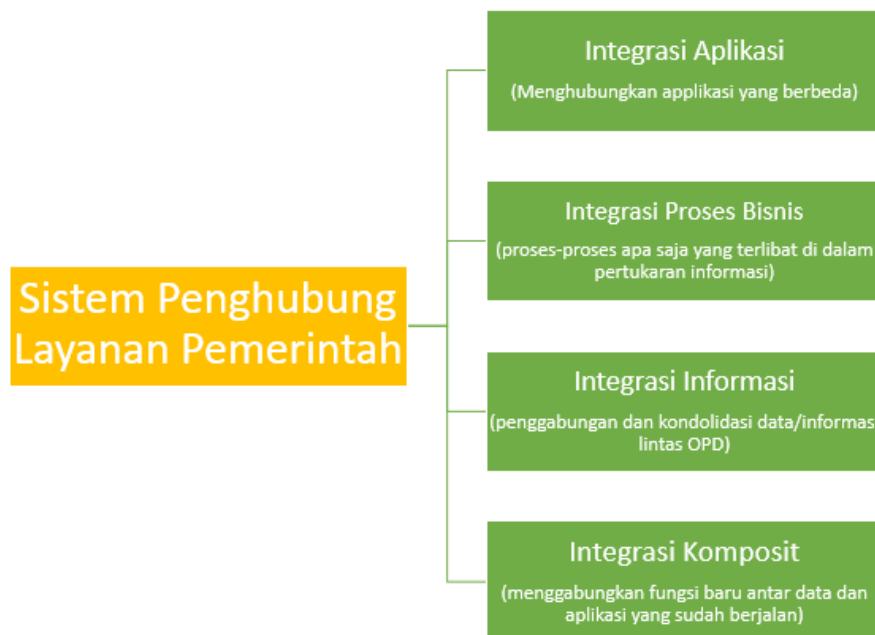 Sistem Penghubung
Layanan Pemerintah
Integrasi Aplikasi
(Menghubungkan applikasi yang berbeda)
Integrasi Proses Bisnis
(proses-proses apa saja yang terlibat di dalam
pertukaran informasi)
Integrasi Informasi
(penggabungan dan kondolidasi data/informas
lintas OPD)
Integrasi Komposit
(menggabungkan fungsi baru antar data dan
aplikasi yang sudah berjalan)